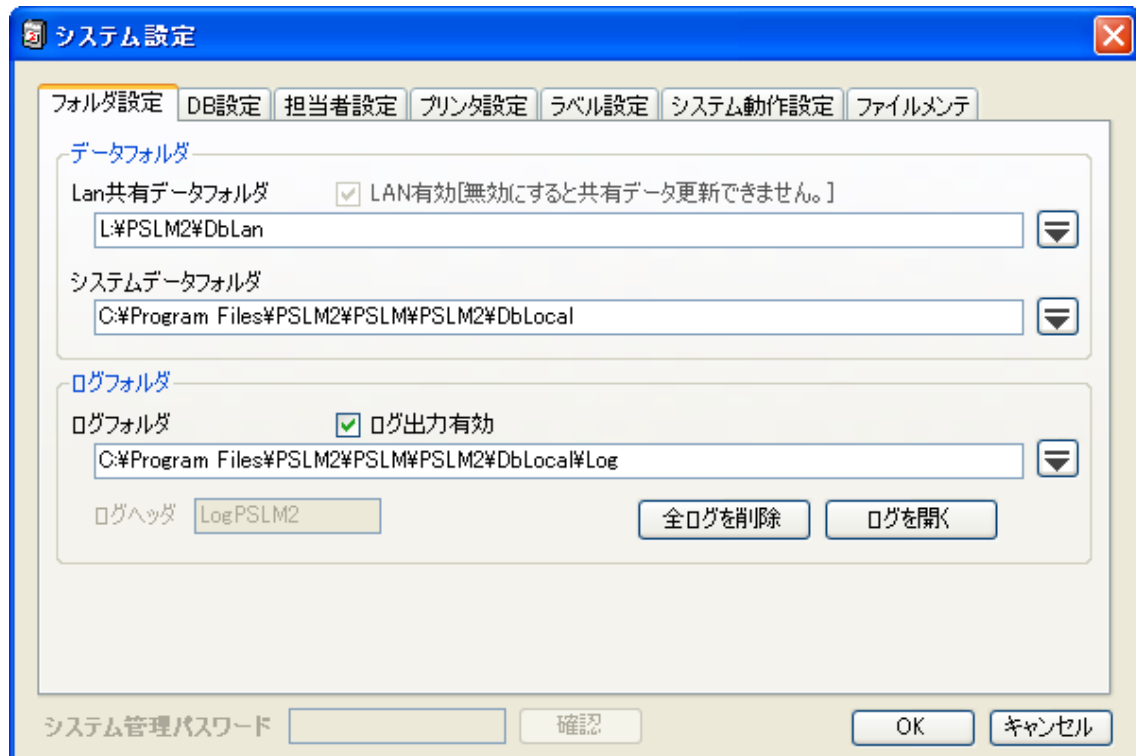 システム設定
フォルダ設定 DB設定 担当者設定 プリンタ設定 ラベル設定 システム動作設定 ファイルメンテ
データフォルダ
Lan共有データフォルダ LAN有効[無効にすると共有データ更新できません。]
L:¥PSLM2¥DbLan
システムデータフォルダ
C:¥Program Files¥PSLM2¥PSLM¥PSLM2¥DbLocal
ログフォルダ
ログフォルダ ログ出力有効
C:¥Program Files¥PSLM2¥PSLM¥PSLM2¥DbLocal¥Log
ログヘッダ LogPSLM2 全ログを削除 ログを開く
システム管理パスワード 確認 OK キャンセル